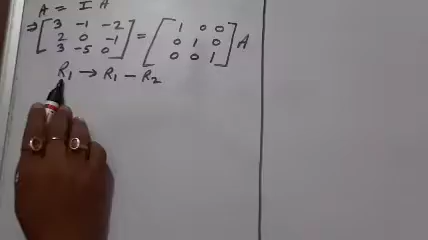 A = I A
⇒ [3 -1 -2; 2 0 -1; 3 -5 0] = [1 0 0; 0 1 0; 0 0 1] A
R₁ → R₁ - R₂